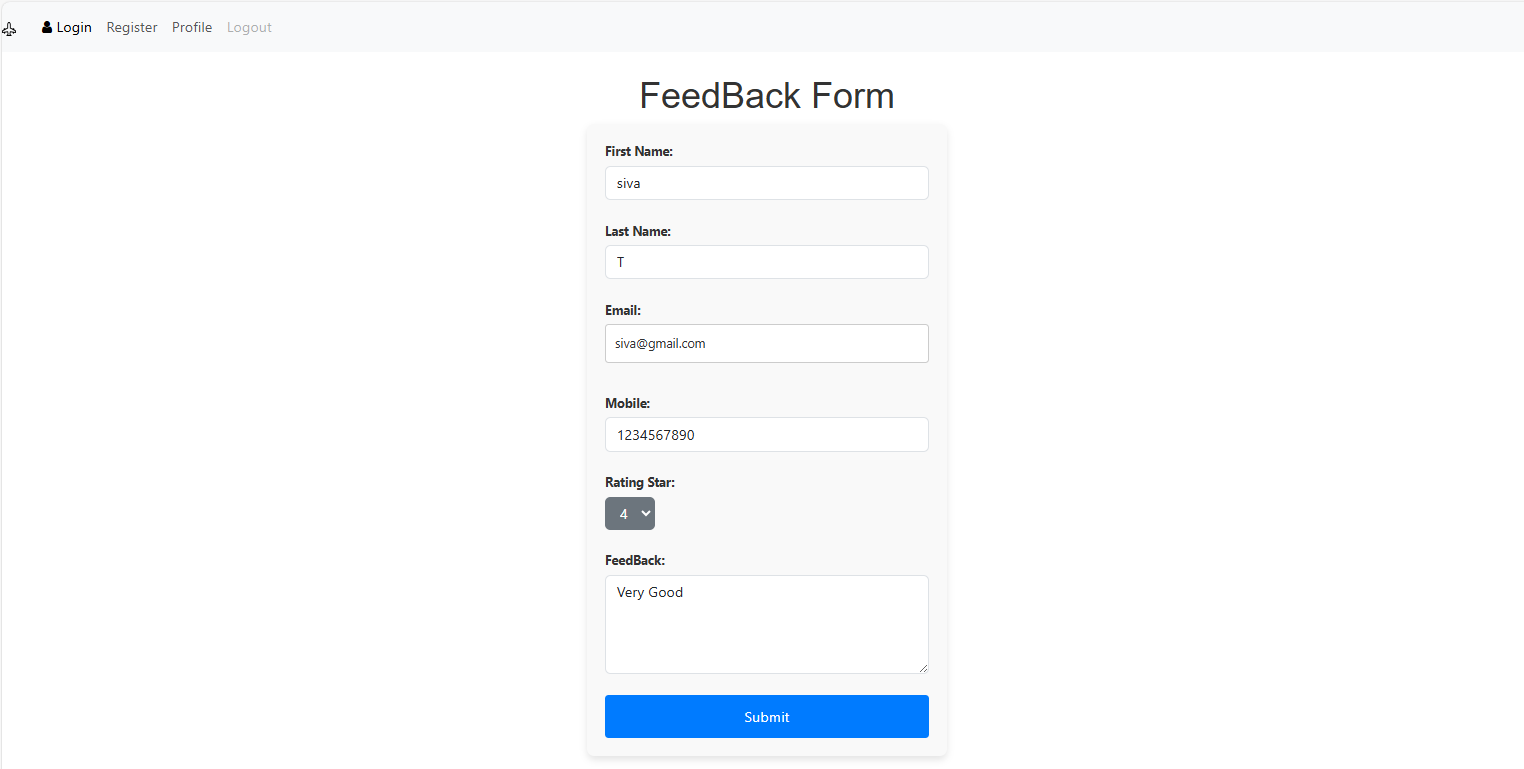 Login Register Profile Logout
FeedBack Form
First Name:
siva
Last Name:
T
Email:
siva@gmail.com
Mobile:
1234567890
Rating Star:
4
FeedBack:
Very Good
Submit